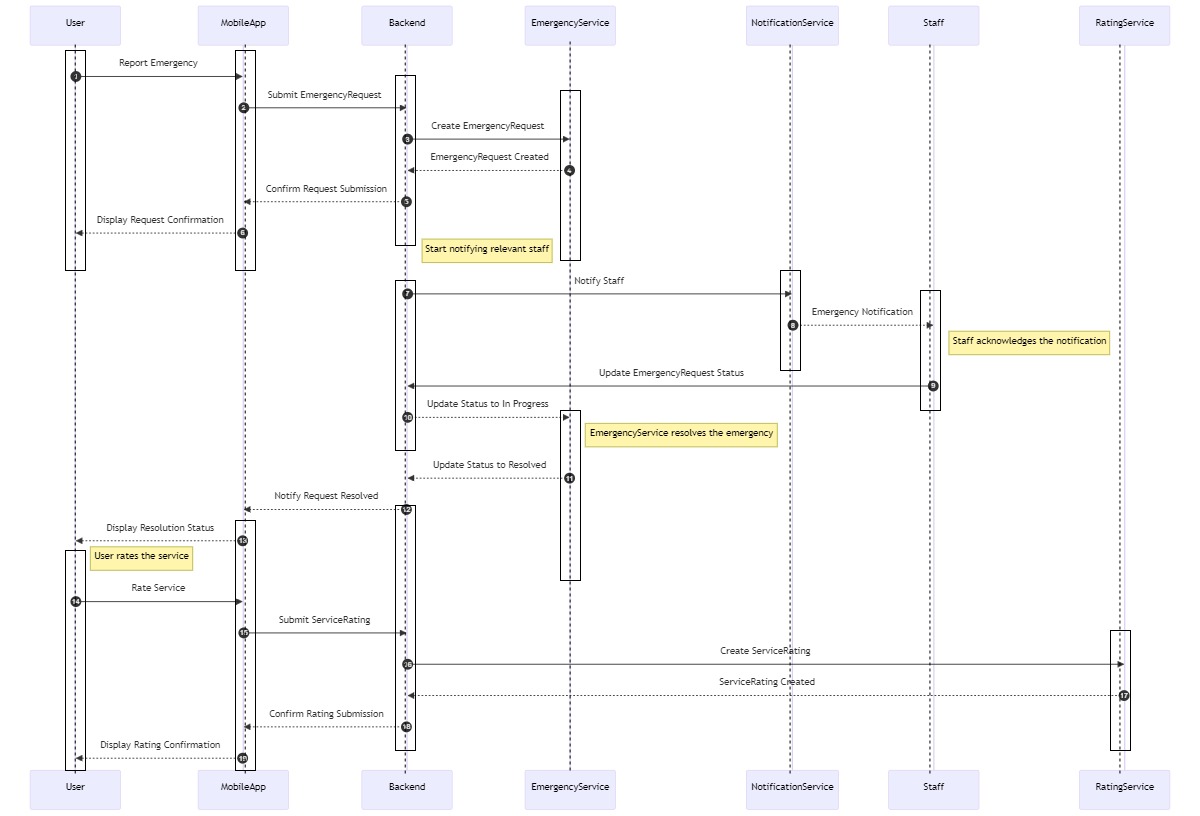 User MobileApp Backend EmergencyService NotificationService Staff RatingService
Report Emergency
1
Submit EmergencyRequest
2
Create EmergencyRequest
3
EmergencyRequest Created
4
Confirm Request Submission
5
Display Request Confirmation
6
Start notifying relevant staff
Notify Staff
7
Emergency Notification
8
Staff acknowledges the notification
Update EmergencyRequest Status
9
Update Status to In Progress
10
EmergencyService resolves the emergency
Update Status to Resolved
11
Notify Request Resolved
12
Display Resolution Status
13
User rates the service
Rate Service
14
Submit ServiceRating
15
Create ServiceRating
16
ServiceRating Created
17
Confirm Rating Submission
18
Display Rating Confirmation
19
User MobileApp Backend EmergencyService NotificationService Staff RatingService